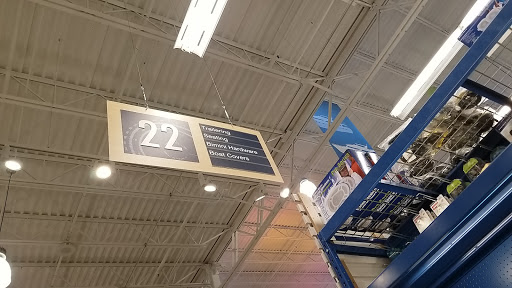 22
Trailering
Seating
Bimini Hardware
Boat Covers